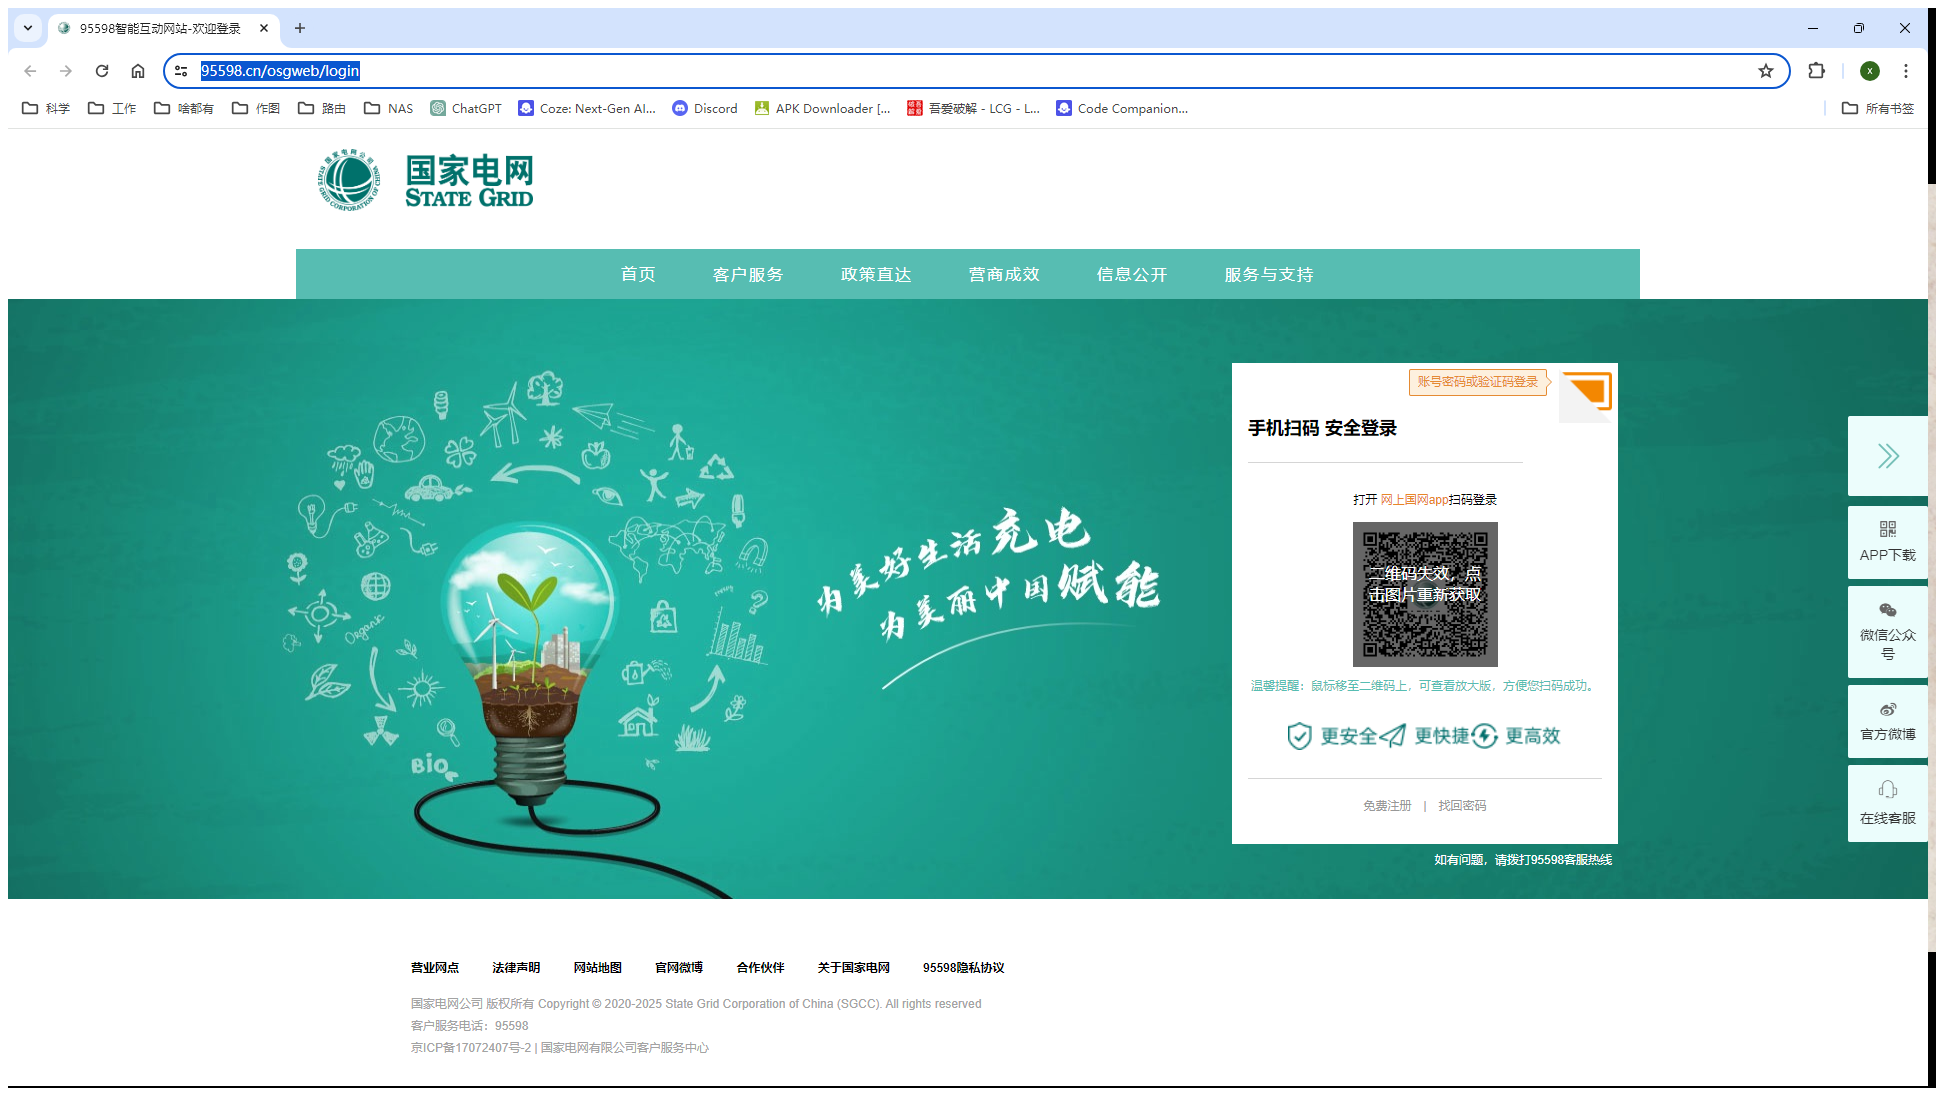 95598智能互动网站-欢迎登录
95598.cn/osgweb/login
科学
工作
啥都有
作图
路由
NAS
ChatGPT
Coze: Next-Gen AI...
Discord
APK Downloader [...
吾爱破解 - LCG - L...
Code Companion...
所有书签
国家电网公司
STATE GRID CORPORATION OF CHINA
国家电网
STATE GRID
首页
客户服务
政策直达
营商成效
信息公开
服务与支持
账号密码或验证码登录
手机扫码 安全登录
打开 网上国网app扫码登录
二维码失效，点
击图片重新获取
温馨提醒：鼠标移至二维码上，可查看放大版，方便您扫码成功。
更安全
更快捷
更高效
免费注册 | 找回密码
如有问题，请拨打95598客服热线
为家好生活充电
为美丽中国赋能
Organic
Bio
APP下载
微信公众
号
官方微博
在线客服
营业网点
法律声明
网站地图
官网微博
合作伙伴
关于国家电网
95598隐私协议
国家电网公司 版权所有 Copyright © 2020-2025 State Grid Corporation of China (SGCC). All rights reserved
客户服务电话：95598
京ICP备17072407号-2 | 国家电网有限公司客户服务中心